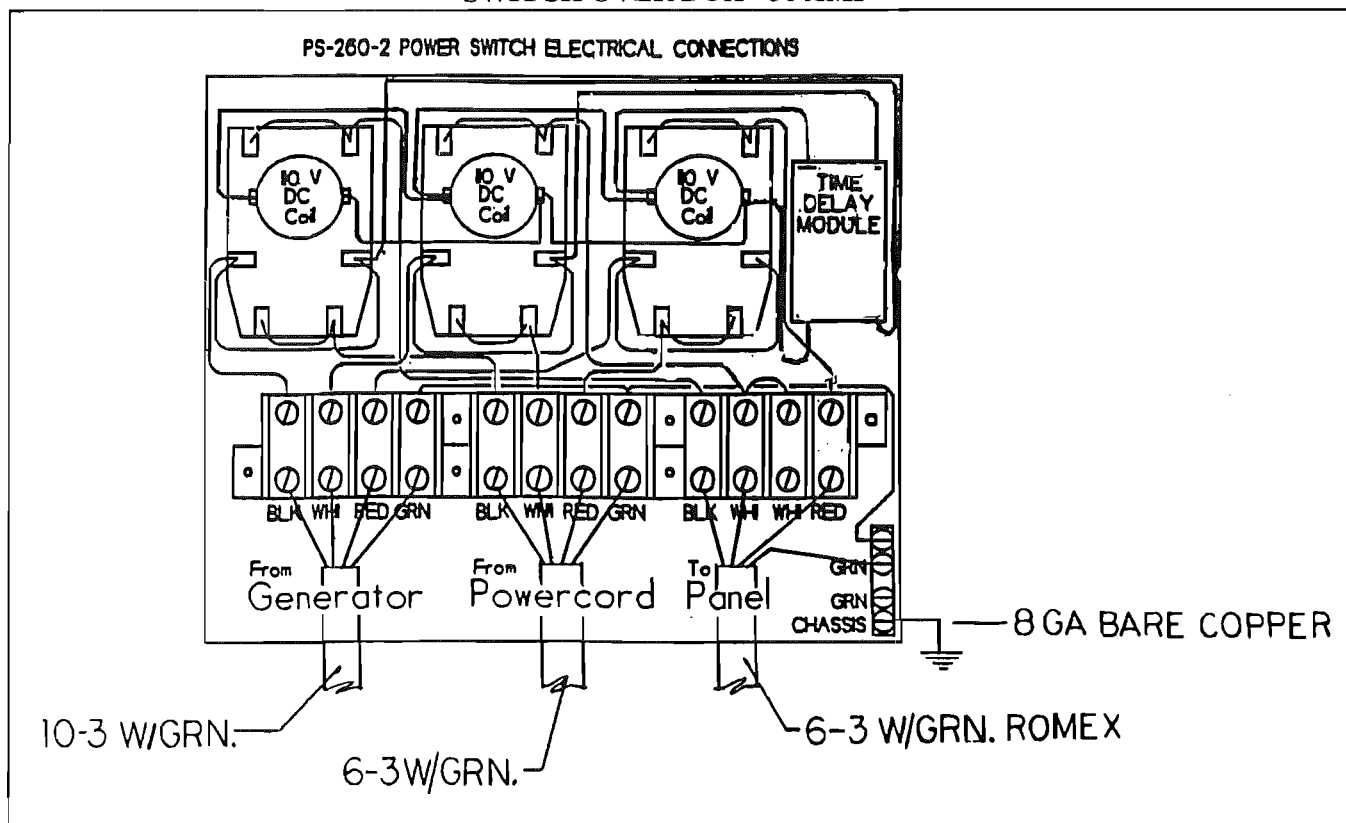 PS-260-2 POWER SWITCH ELECTRICAL CONNECTIONS
110 V DC Coil
110 V DC Coil
110 V DC Coil
TIME DELAY MODULE
BLK WHI RED GRN
BLK WHI RED GRN
BLK WHI WHI RED
From Generator
From Powercord
To Panel
GRN
GRN
CHASSIS
8 GA BARE COPPER
10-3 W/GRN.
6-3 W/GRN.
6-3 W/GRN. ROMEX